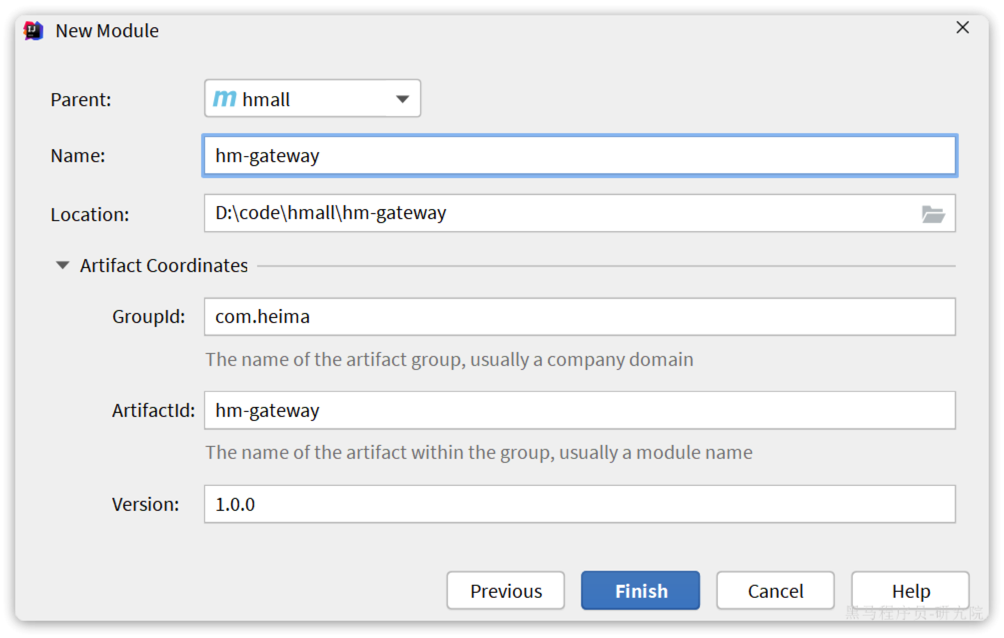 New Module
Parent: m hmall
Name: hm-gateway
Location: D:\code\hmall\hm-gateway
Artifact Coordinates
GroupId: com.heima
The name of the artifact group, usually a company domain
ArtifactId: hm-gateway
The name of the artifact within the group, usually a module name
Version: 1.0.0
Previous Finish Cancel Help
黑马程序员-研究院